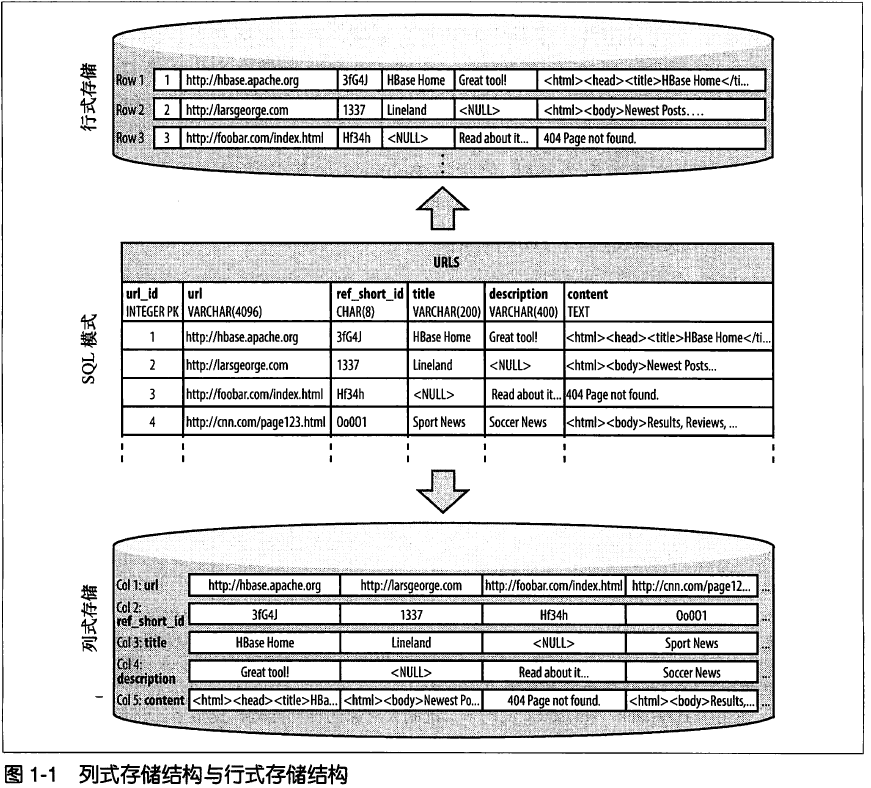 行式存储
Row 1 1 http://hbase.apache.org 3fG4J HBase Home Great tool! <html><head><title>HBase Home</ti...
Row 2 2 http://larsgeorge.com 1337 Lineland <NULL> <html><body>Newest Posts....
Row 3 3 http://foobar.com/index.html Hf34h <NULL> Read about it... 404 Page not found.
SQL 模式
URLS
url_id url ref_short_id title description content
INTEGER PK VARCHAR(4096) CHAR(8) VARCHAR(200) VARCHAR(400) TEXT
1 http://hbase.apache.org 3fG4J HBase Home Great tool! <html><head><title>HBase Home</ti...
2 http://larsgeorge.com 1337 Lineland <NULL> <html><body>Newest Posts...
3 http://foobar.com/index.html Hf34h <NULL> Read about it... 404 Page not found.
4 http://cnn.com/page123.html 0o001 Sport News Soccer News <html><body>Results, Reviews, ...
列式存储
Col 1: url http://hbase.apache.org http://larsgeorge.com http://foobar.com/index.html http://cnn.com/page12... ...
Col 2:
ref_short_id 3fG4J 1337 Hf34h 0o001 ...
Col 3: title HBase Home Lineland <NULL> Sport News ...
Col 4:
description Great tool! <NULL> Read about it... Soccer News ...
Col 5: content <html><head><title>HBa... <html><body>Newest Po... 404 Page not found. <html><body>Results,... ...
图 1-1 列式存储结构与行式存储结构